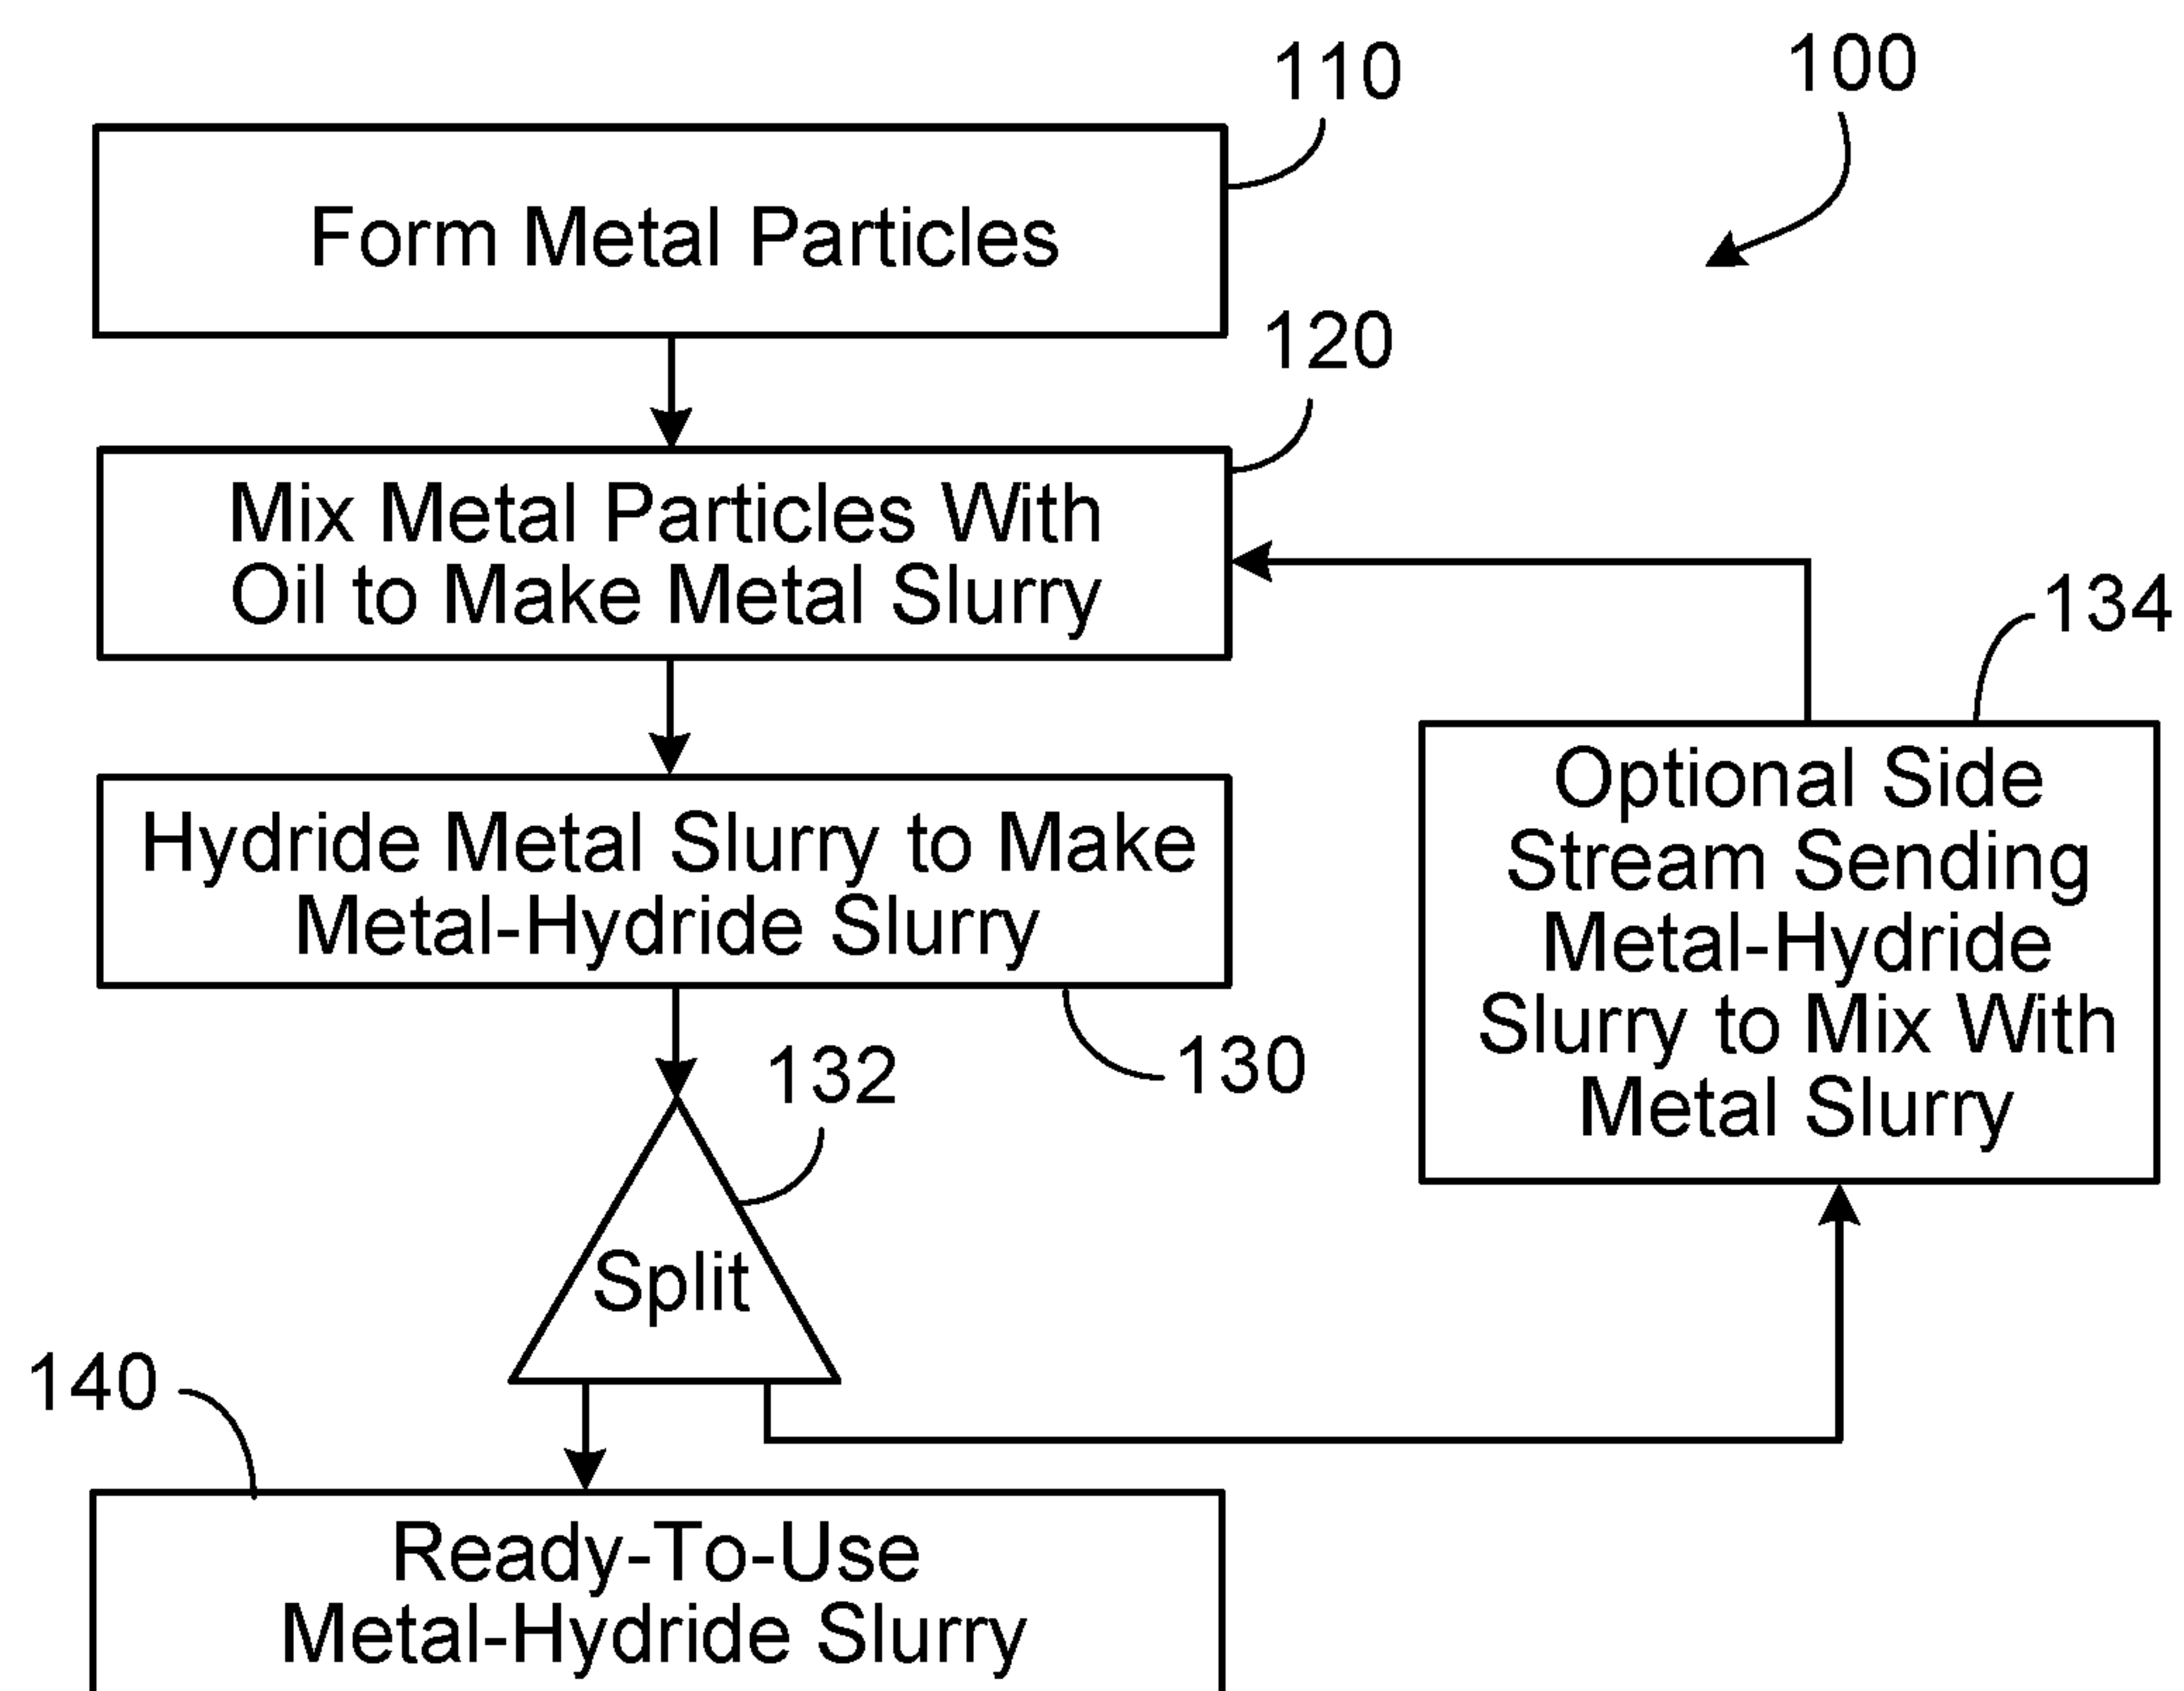 110
100
Form Metal Particles
120
Mix Metal Particles With
Oil to Make Metal Slurry
134
Hydride Metal Slurry to Make
Metal-Hydride Slurry
130
Optional Side
Stream Sending
Metal-Hydride
Slurry to Mix With
Metal Slurry
132
Split
140
Ready-To-Use
Metal-Hydride Slurry